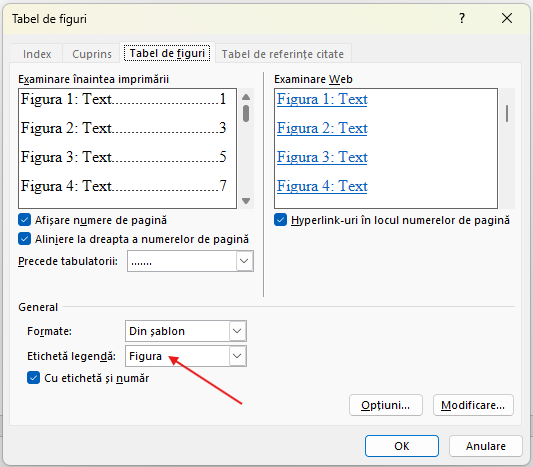 Tabel de figuri
Index
Cuprins
Tabel de figuri
Tabel de referințe citate
Examinare înaintea imprimării
Figura 1: Text..............................1
Figura 2: Text..............................3
Figura 3: Text..............................5
Figura 4: Text..............................7
Afișare numere de pagină
Aliniere la dreapta a numerelor de pagină
Precede tabulatorii:
.......
Examinare Web
Figura 1: Text
Figura 2: Text
Figura 3: Text
Figura 4: Text
Hyperlink-uri în locul numerelor de pagină
General
Formate:
Din șablon
Etichetă legendă:
Figura
Cu etichetă și număr
Opțiuni...
Modificare...
OK
Anulare